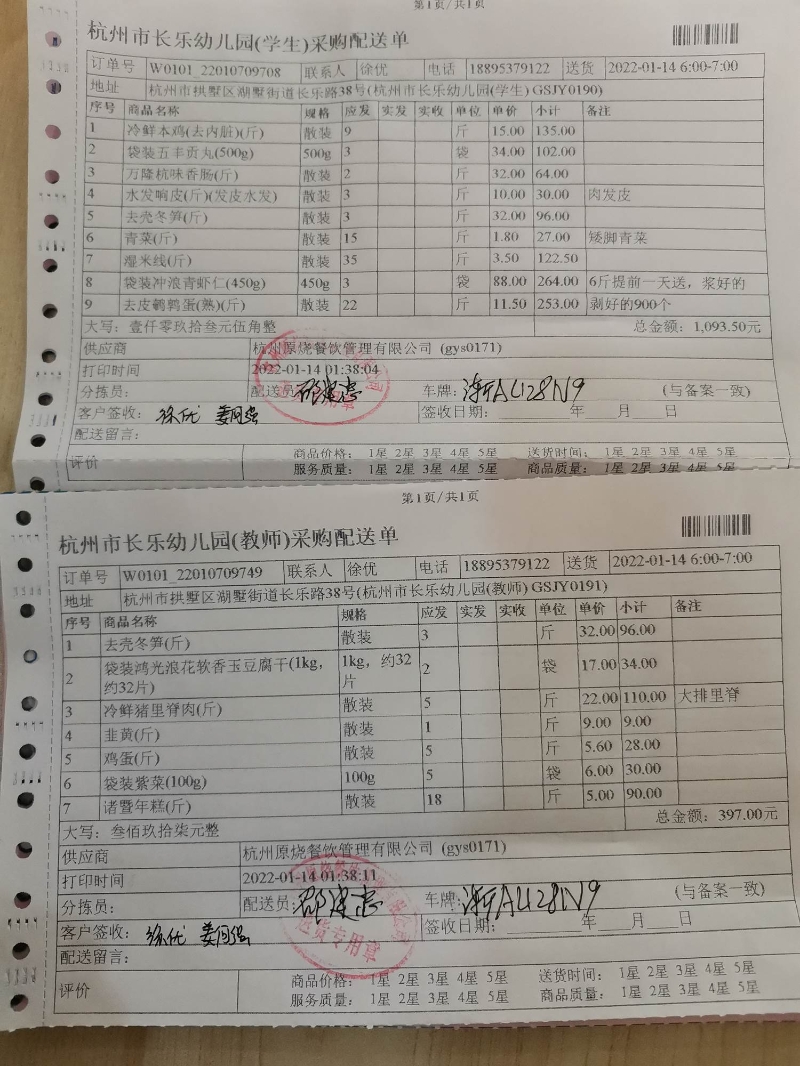 第1页/共1页
杭州市长乐幼儿园(学生)采购配送单
订单号 W0101_22010709708 联系人 徐优 电话 18895379122 送货 2022-01-14 6:00-7:00
地址 杭州市拱墅区湖墅街道长乐路38号(杭州市长乐幼儿园(学生) GSJY0190)
序号 商品名称 规格 应发 实发 实收 单位 单价 小计 备注
1 冷鲜本鸡(去内脏)(斤) 散装 9 斤 15.00 135.00
2 袋装五丰贡丸(500g) 500g 3 袋 34.00 102.00
3 万隆杭味香肠(斤) 散装 2 斤 32.00 64.00
4 水发响皮(斤)(发皮水发) 散装 3 斤 10.00 30.00 肉发皮
5 去壳冬笋(斤) 散装 3 斤 32.00 96.00
6 青菜(斤) 散装 15 斤 1.80 27.00 矮脚青菜
7 湿米线(斤) 散装 35 斤 3.50 122.50
8 袋装冲浪青虾仁(450g) 450g 3 袋 88.00 264.00 6斤提前一天送，浆好的
9 去皮鹌鹑蛋(熟)(斤) 散装 22 斤 11.50 253.00 剥好的900个
大写：壹仟零玖拾叁元伍角整 总金额：1,093.50元
供应商 杭州原烧餐饮管理有限公司 (gys0171)
打印时间 2022-01-14 01:38:04
分拣员： 配送员： 车牌：浙AU28N9 (与备案一致)
客户签收： 徐优 签收日期： 年 月 日
配送留言：
评价 商品价格： 1星 2星 3星 4星 5星 送货时间： 1星 2星 3星 4星 5星
服务质量： 1星 2星 3星 4星 5星 商品质量： 1星 2星 3星 4星 5星
第1页/共1页
杭州市长乐幼儿园(教师)采购配送单
订单号 W0101_22010709749 联系人 徐优 电话 18895379122 送货 2022-01-14 6:00-7:00
地址 杭州市拱墅区湖墅街道长乐路38号(杭州市长乐幼儿园(教师) GSJY0191)
序号 商品名称 规格 应发 实发 实收 单位 单价 小计 备注
1 去壳冬笋(斤) 散装 3 斤 32.00 96.00
2 袋装鸿光浪花软香玉豆腐干(1kg, 约32片) 1kg，约32片 2 袋 17.00 34.00
3 冷鲜猪里脊肉(斤) 散装 5 斤 22.00 110.00 大排里脊
4 韭黄(斤) 散装 1 斤 9.00 9.00
5 鸡蛋(斤) 散装 5 斤 5.60 28.00
6 袋装紫菜(100g) 100g 5 袋 6.00 30.00
7 诸暨年糕(斤) 散装 18 斤 5.00 90.00
大写：叁佰玖拾柒元整 总金额：397.00元
供应商 杭州原烧餐饮管理有限公司 (gys0171)
打印时间 2022-01-14 01:38:11
分拣员： 配送员： 车牌：浙AU28N9 (与备案一致)
客户签收： 徐优 签收日期： 年 月 日
送货专用章
配送留言：
评价 商品价格： 1星 2星 3星 4星 5星 送货时间： 1星 2星 3星 4星 5星
服务质量： 1星 2星 3星 4星 5星 商品质量： 1星 2星 3星 4星 5星